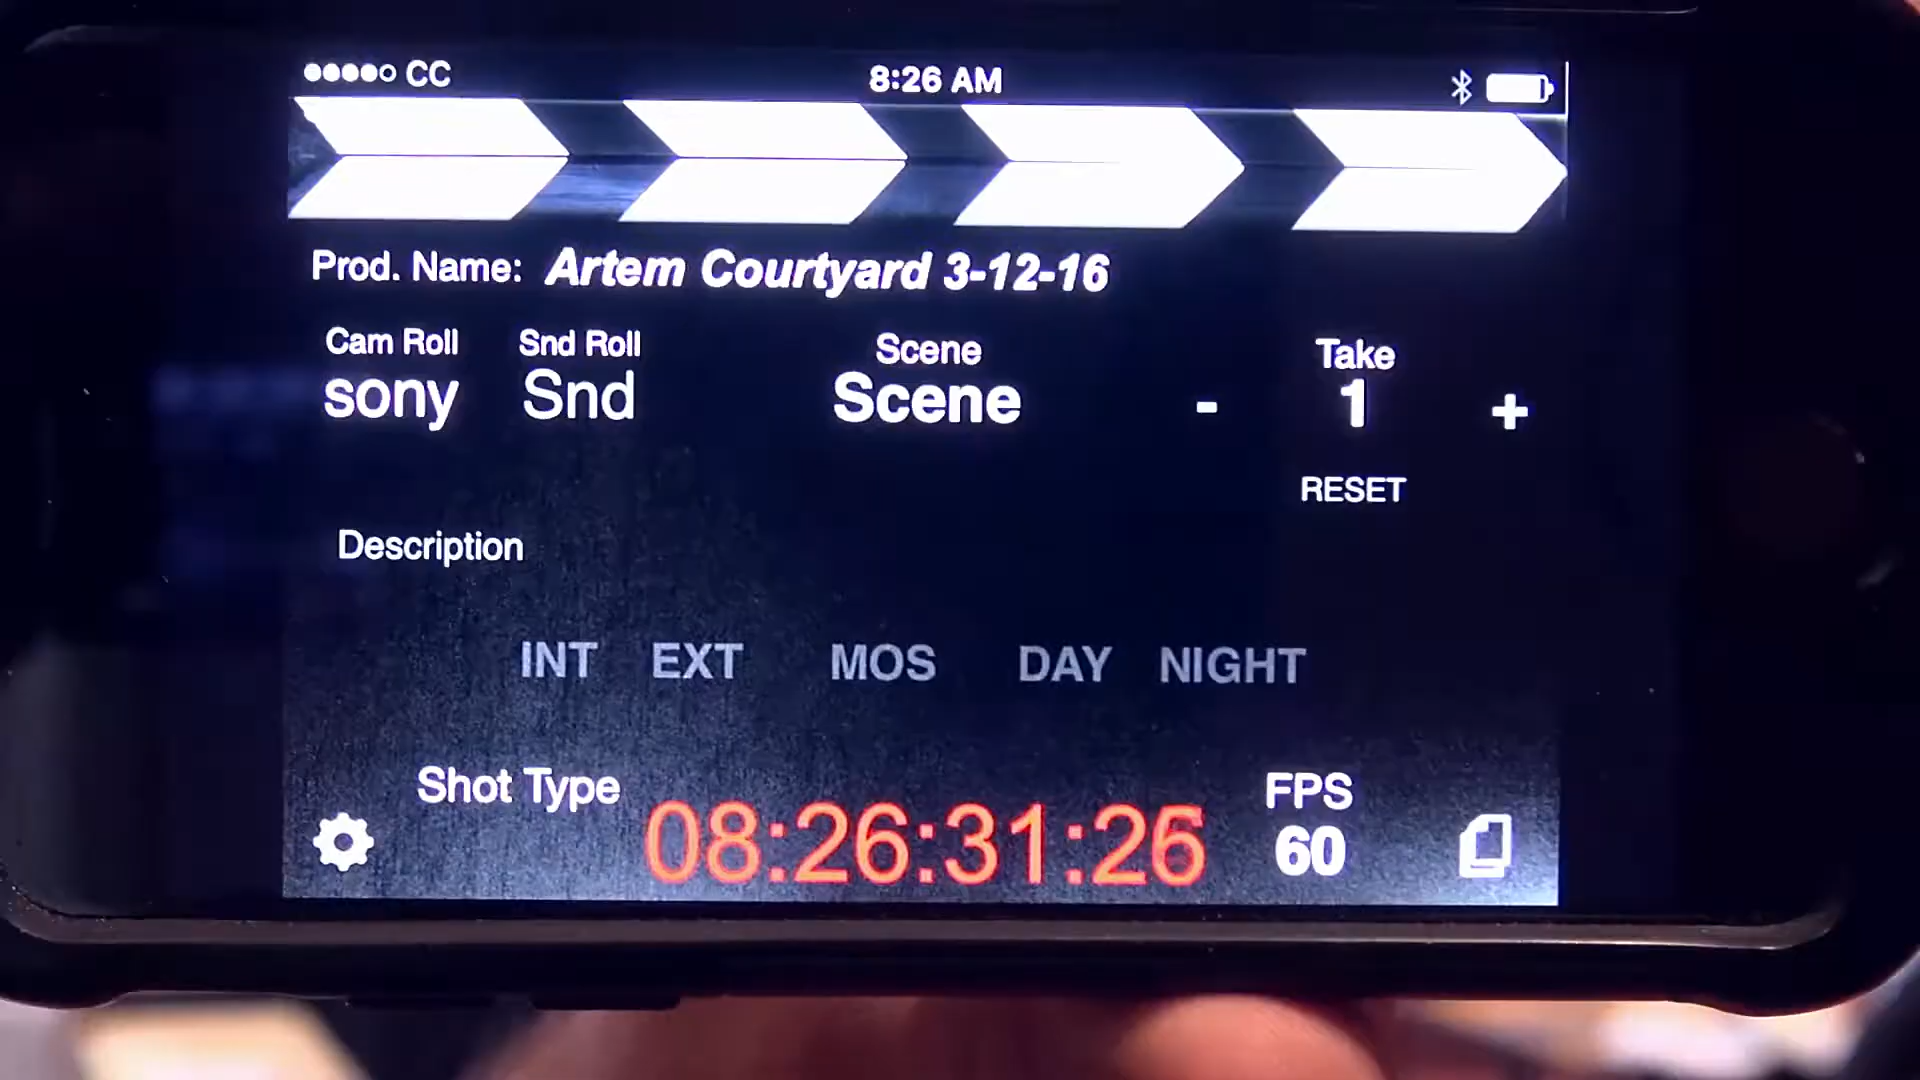 CC 8:26 AM
Prod. Name: Artem Courtyard 3-12-16
Cam Roll Snd Roll Scene Take
sony Snd Scene - 1 +
RESET
Description
INT EXT MOS DAY NIGHT
Shot Type FPS
08:26:31:26 60